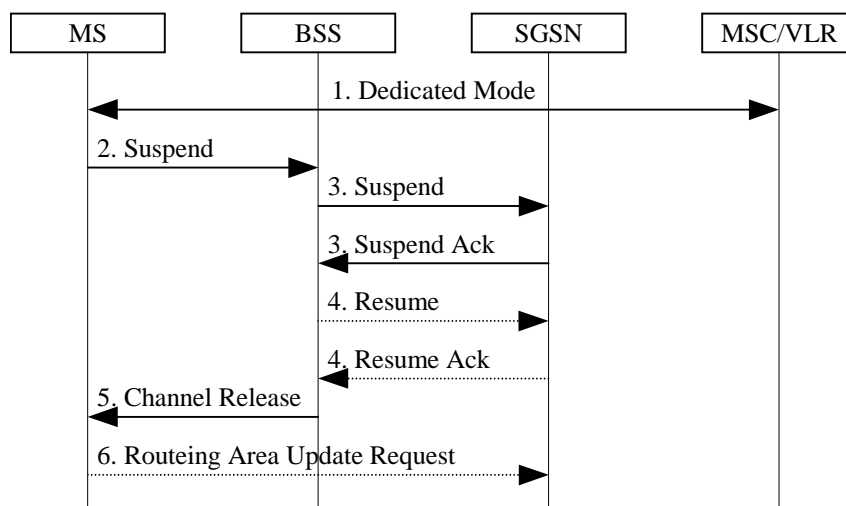 MS BSS SGSN MSC/VLR
1. Dedicated Mode
2. Suspend
3. Suspend
3. Suspend Ack
4. Resume
4. Resume Ack
5. Channel Release
6. Routeing Area Update Request